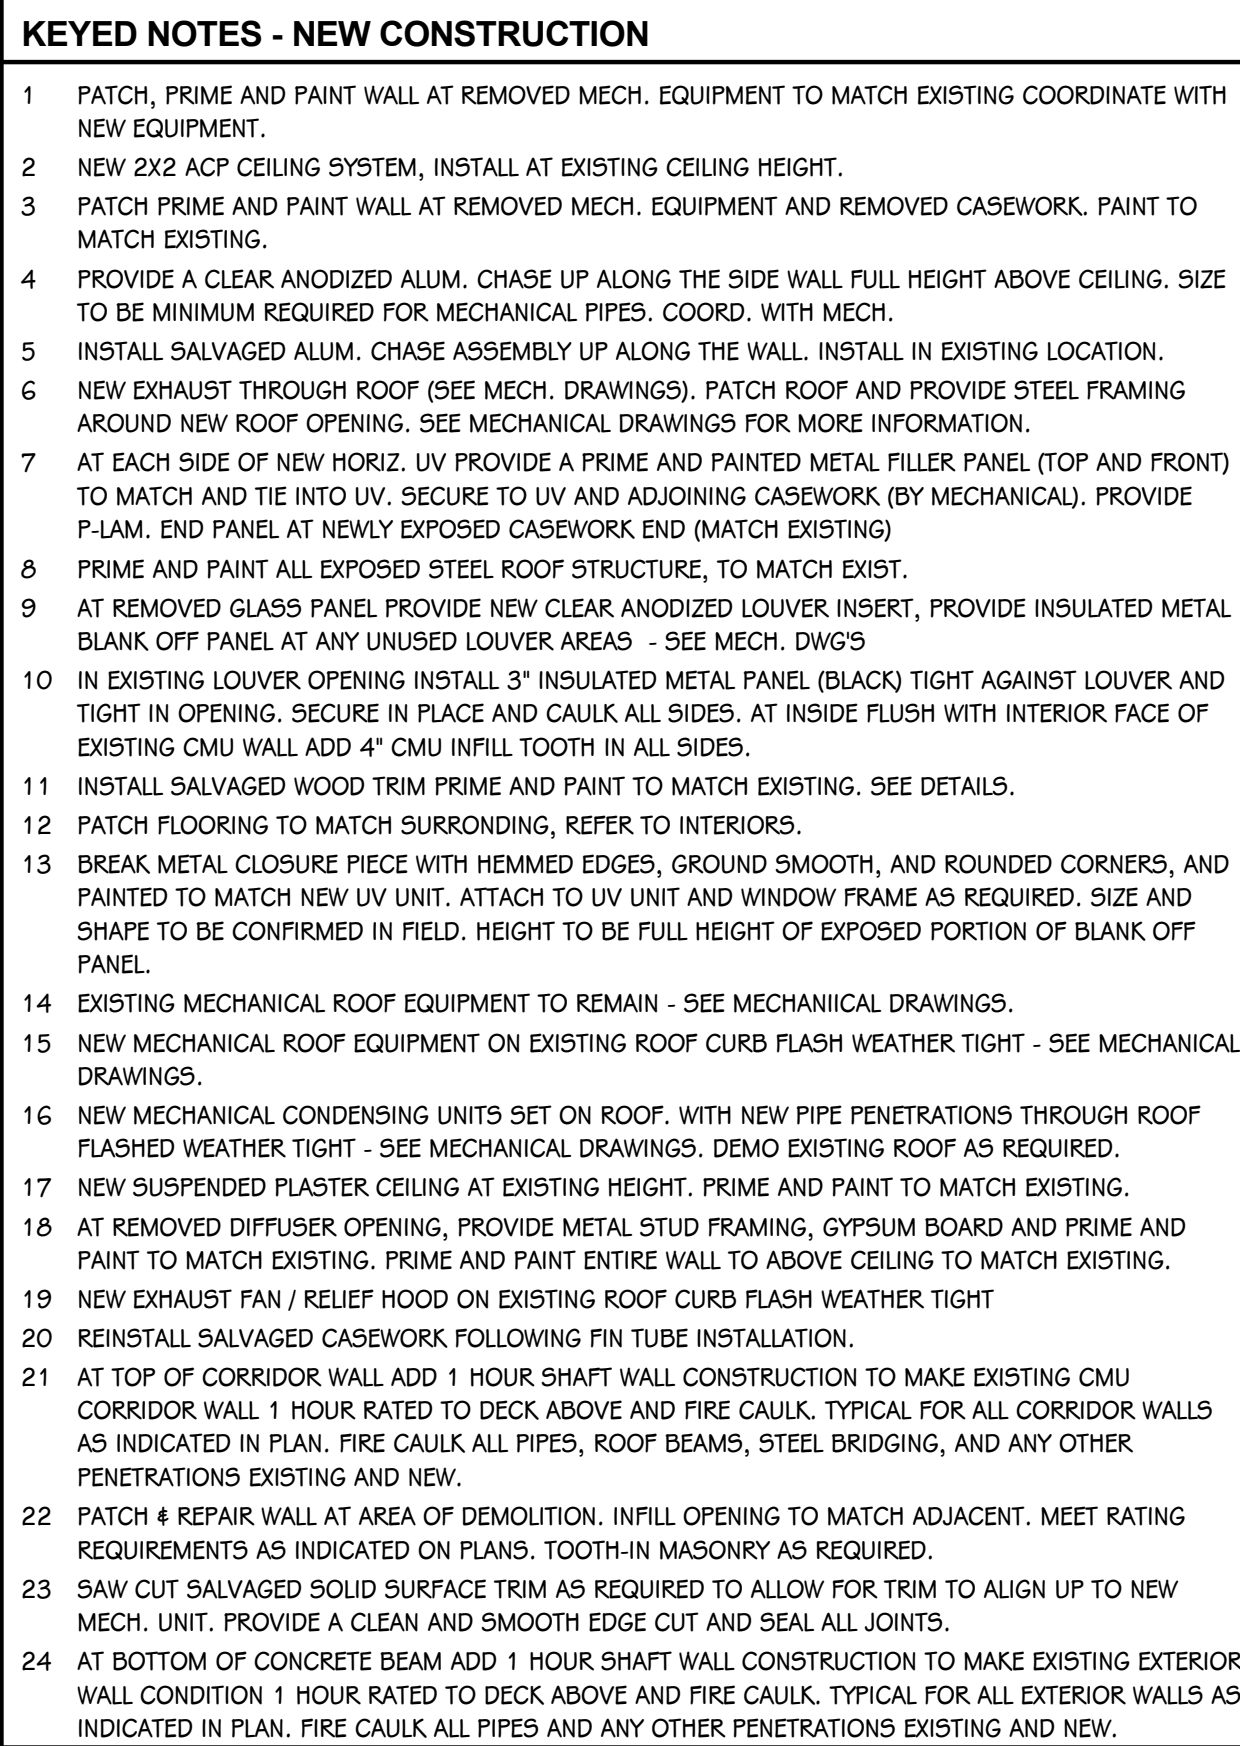 KEYED NOTES - NEW CONSTRUCTION
1 PATCH, PRIME AND PAINT WALL AT REMOVED MECH. EQUIPMENT TO MATCH EXISTING COORDINATE WITH
NEW EQUIPMENT.
2 NEW 2X2 ACP CEILING SYSTEM, INSTALL AT EXISTING CEILING HEIGHT.
3 PATCH PRIME AND PAINT WALL AT REMOVED MECH. EQUIPMENT AND REMOVED CASEWORK. PAINT TO
MATCH EXISTING.
4 PROVIDE A CLEAR ANODIZED ALUM. CHASE UP ALONG THE SIDE WALL FULL HEIGHT ABOVE CEILING. SIZE
TO BE MINIMUM REQUIRED FOR MECHANICAL PIPES. COORD. WITH MECH.
5 INSTALL SALVAGED ALUM. CHASE ASSEMBLY UP ALONG THE WALL. INSTALL IN EXISTING LOCATION.
6 NEW EXHAUST THROUGH ROOF (SEE MECH. DRAWINGS). PATCH ROOF AND PROVIDE STEEL FRAMING
AROUND NEW ROOF OPENING. SEE MECHANICAL DRAWINGS FOR MORE INFORMATION.
7 AT EACH SIDE OF NEW HORIZ. UV PROVIDE A PRIME AND PAINTED METAL FILLER PANEL (TOP AND FRONT)
TO MATCH AND TIE INTO UV. SECURE TO UV AND ADJOINING CASEWORK (BY MECHANICAL). PROVIDE
P-LAM. END PANEL AT NEWLY EXPOSED CASEWORK END (MATCH EXISTING)
8 PRIME AND PAINT ALL EXPOSED STEEL ROOF STRUCTURE, TO MATCH EXIST.
9 AT REMOVED GLASS PANEL PROVIDE NEW CLEAR ANODIZED LOUVER INSERT, PROVIDE INSULATED METAL
BLANK OFF PANEL AT ANY UNUSED LOUVER AREAS - SEE MECH. DWG'S
10 IN EXISTING LOUVER OPENING INSTALL 3" INSULATED METAL PANEL (BLACK) TIGHT AGAINST LOUVER AND
TIGHT IN OPENING. SECURE IN PLACE AND CAULK ALL SIDES. AT INSIDE FLUSH WITH INTERIOR FACE OF
EXISTING CMU WALL ADD 4" CMU INFILL TOOTH IN ALL SIDES.
11 INSTALL SALVAGED WOOD TRIM PRIME AND PAINT TO MATCH EXISTING. SEE DETAILS.
12 PATCH FLOORING TO MATCH SURRONDING, REFER TO INTERIORS.
13 BREAK METAL CLOSURE PIECE WITH HEMMED EDGES, GROUND SMOOTH, AND ROUNDED CORNERS, AND
PAINTED TO MATCH NEW UV UNIT. ATTACH TO UV UNIT AND WINDOW FRAME AS REQUIRED. SIZE AND
SHAPE TO BE CONFIRMED IN FIELD. HEIGHT TO BE FULL HEIGHT OF EXPOSED PORTION OF BLANK OFF
PANEL.
14 EXISTING MECHANICAL ROOF EQUIPMENT TO REMAIN - SEE MECHANIICAL DRAWINGS.
15 NEW MECHANICAL ROOF EQUIPMENT ON EXISTING ROOF CURB FLASH WEATHER TIGHT - SEE MECHANICAL
DRAWINGS.
16 NEW MECHANICAL CONDENSING UNITS SET ON ROOF. WITH NEW PIPE PENETRATIONS THROUGH ROOF
FLASHED WEATHER TIGHT - SEE MECHANICAL DRAWINGS. DEMO EXISTING ROOF AS REQUIRED.
17 NEW SUSPENDED PLASTER CEILING AT EXISTING HEIGHT. PRIME AND PAINT TO MATCH EXISTING.
18 AT REMOVED DIFFUSER OPENING, PROVIDE METAL STUD FRAMING, GYPSUM BOARD AND PRIME AND
PAINT TO MATCH EXISTING. PRIME AND PAINT ENTIRE WALL TO ABOVE CEILING TO MATCH EXISTING.
19 NEW EXHAUST FAN / RELIEF HOOD ON EXISTING ROOF CURB FLASH WEATHER TIGHT
20 REINSTALL SALVAGED CASEWORK FOLLOWING FIN TUBE INSTALLATION.
21 AT TOP OF CORRIDOR WALL ADD 1 HOUR SHAFT WALL CONSTRUCTION TO MAKE EXISTING CMU
CORRIDOR WALL 1 HOUR RATED TO DECK ABOVE AND FIRE CAULK. TYPICAL FOR ALL CORRIDOR WALLS
AS INDICATED IN PLAN. FIRE CAULK ALL PIPES, ROOF BEAMS, STEEL BRIDGING, AND ANY OTHER
PENETRATIONS EXISTING AND NEW.
22 PATCH & REPAIR WALL AT AREA OF DEMOLITION. INFILL OPENING TO MATCH ADJACENT. MEET RATING
REQUIREMENTS AS INDICATED ON PLANS. TOOTH-IN MASONRY AS REQUIRED.
23 SAW CUT SALVAGED SOLID SURFACE TRIM AS REQUIRED TO ALLOW FOR TRIM TO ALIGN UP TO NEW
MECH. UNIT. PROVIDE A CLEAN AND SMOOTH EDGE CUT AND SEAL ALL JOINTS.
24 AT BOTTOM OF CONCRETE BEAM ADD 1 HOUR SHAFT WALL CONSTRUCTION TO MAKE EXISTING EXTERIOR
WALL CONDITION 1 HOUR RATED TO DECK ABOVE AND FIRE CAULK. TYPICAL FOR ALL EXTERIOR WALLS AS
INDICATED IN PLAN. FIRE CAULK ALL PIPES AND ANY OTHER PENETRATIONS EXISTING AND NEW.